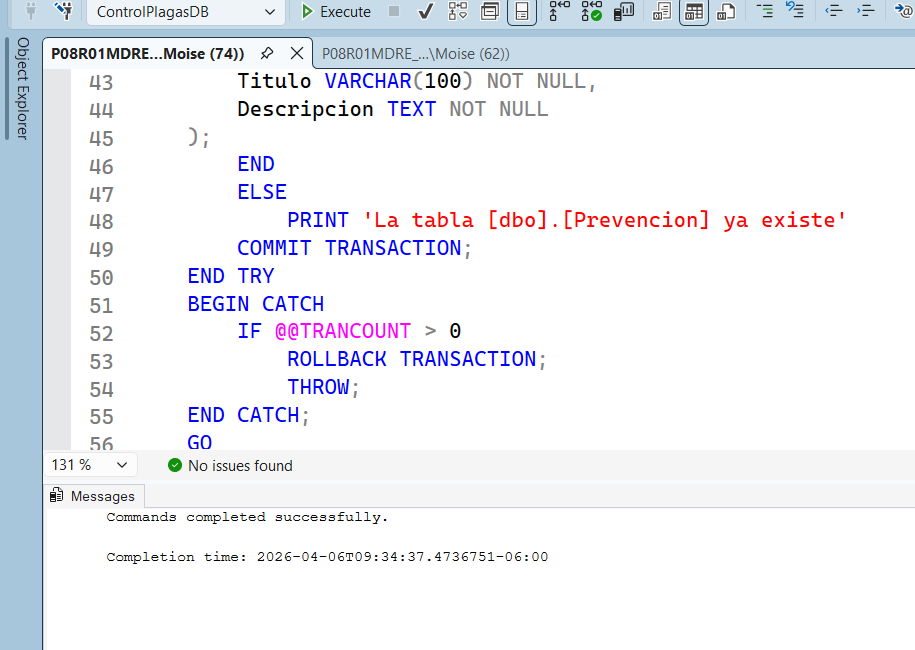 ControlPlagasDB
Execute
Object Explorer
P08R01MDRE...Moise (74))
P08R01MDRE_...\Moise (62))
43 Titulo VARCHAR(100) NOT NULL,
44 Descripcion TEXT NOT NULL
45 );
46 END
47 ELSE
48 PRINT 'La tabla [dbo].[Prevencion] ya existe'
49 COMMIT TRANSACTION;
50 END TRY
51 BEGIN CATCH
52 IF @@TRANCOUNT > 0
53 ROLLBACK TRANSACTION;
54 THROW;
55 END CATCH;
56 GO
131 %
No issues found
Messages
Commands completed successfully.
Completion time: 2026-04-06T09:34:37.4736751-06:00